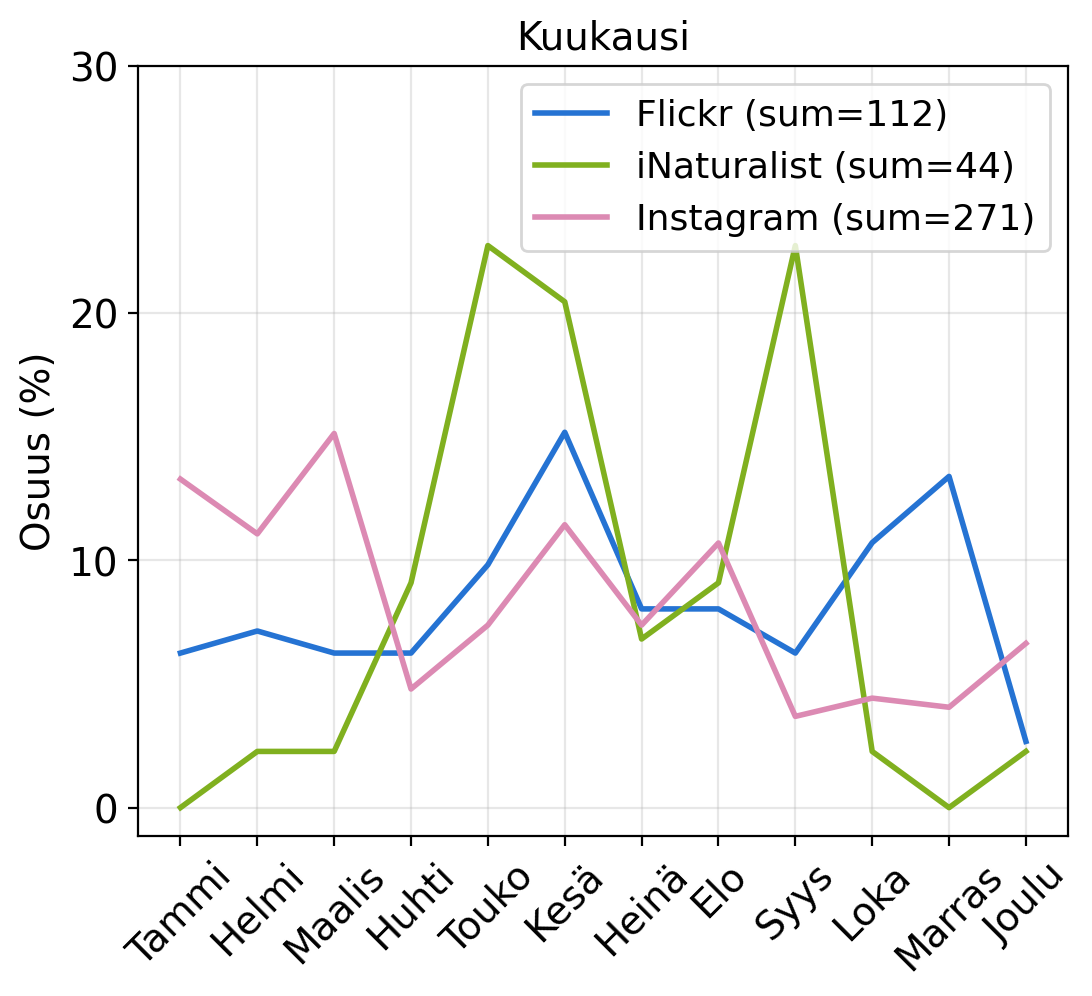 Kuukausi
30
Flickr (sum=112)
iNaturalist (sum=44)
Instagram (sum=271)
20
Osuus (%)
10
0
Tammi
Helmi
Maalis
Huhti
Touko
Kesä
Heinä
Elo
Syys
Loka
Marras
Joulu